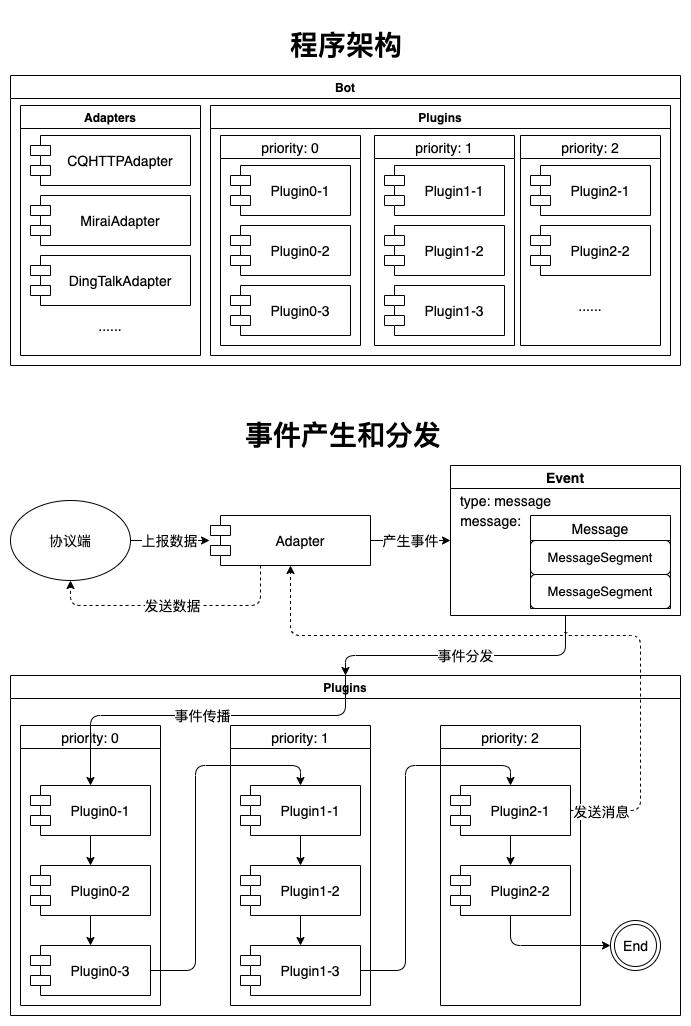 程序架构
Bot
Adapters
CQHTTPAdapter
MiraiAdapter
DingTalkAdapter
......
Plugins
priority: 0
Plugin0-1
Plugin0-2
Plugin0-3
priority: 1
Plugin1-1
Plugin1-2
Plugin1-3
priority: 2
Plugin2-1
Plugin2-2
......
事件产生和分发
协议端
上报数据
Adapter
产生事件
发送数据
Event
type: message
message:
Message
MessageSegment
MessageSegment
事件分发
Plugins
事件传播
priority: 0
Plugin0-1
Plugin0-2
Plugin0-3
priority: 1
Plugin1-1
Plugin1-2
Plugin1-3
priority: 2
Plugin2-1
发送消息
Plugin2-2
End